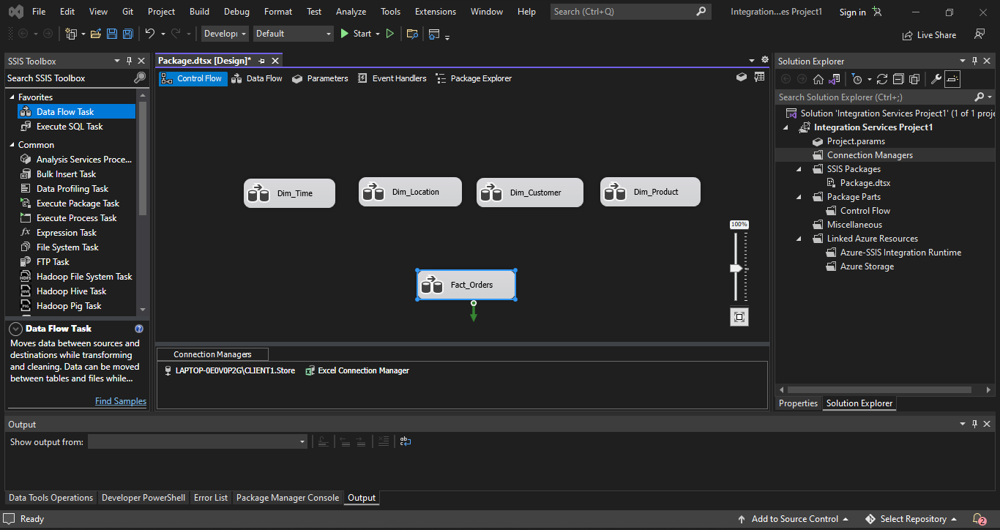 File Edit View Git Project Build Debug Format Test Analyze Tools Extensions Window Help Search (Ctrl+Q) Integration...es Project1 Sign in
Developı Default Start Live Share
SSIS Toolbox
Search SSIS Toolbox
Favorites
Data Flow Task
Execute SQL Task
Common
Analysis Services Proce...
Bulk Insert Task
Data Profiling Task
Execute Package Task
Execute Process Task
fx Expression Task
File System Task
FTP Task
HDFS Hadoop File System Task
HIVE Hadoop Hive Task
PIG Hadoop Pig Task
Data Flow Task ?
Moves data between sources and
destinations while transforming
and cleaning. Data can be moved
between tables and files while...
Find Samples
Package.dtsx [Design]*
Control Flow Data Flow Parameters Event Handlers Package Explorer
Dim_Time Dim_Location Dim_Customer Dim_Product
100%
Fact_Orders
Connection Managers
LAPTOP-0E0V0P2G\CLIENT1.Store Excel Connection Manager
Solution Explorer
Search Solution Explorer (Ctrl+;)
Solution 'Integration Services Project1' (1 of 1 proje
Integration Services Project1
Project.params
Connection Managers
SSIS Packages
Package.dtsx
Package Parts
Control Flow
Miscellaneous
Linked Azure Resources
Azure-SSIS Integration Runtime
Azure Storage
Properties Solution Explorer
Output
Show output from:
Data Tools Operations Developer PowerShell Error List Package Manager Console Output
Ready Add to Source Control Select Repository 2